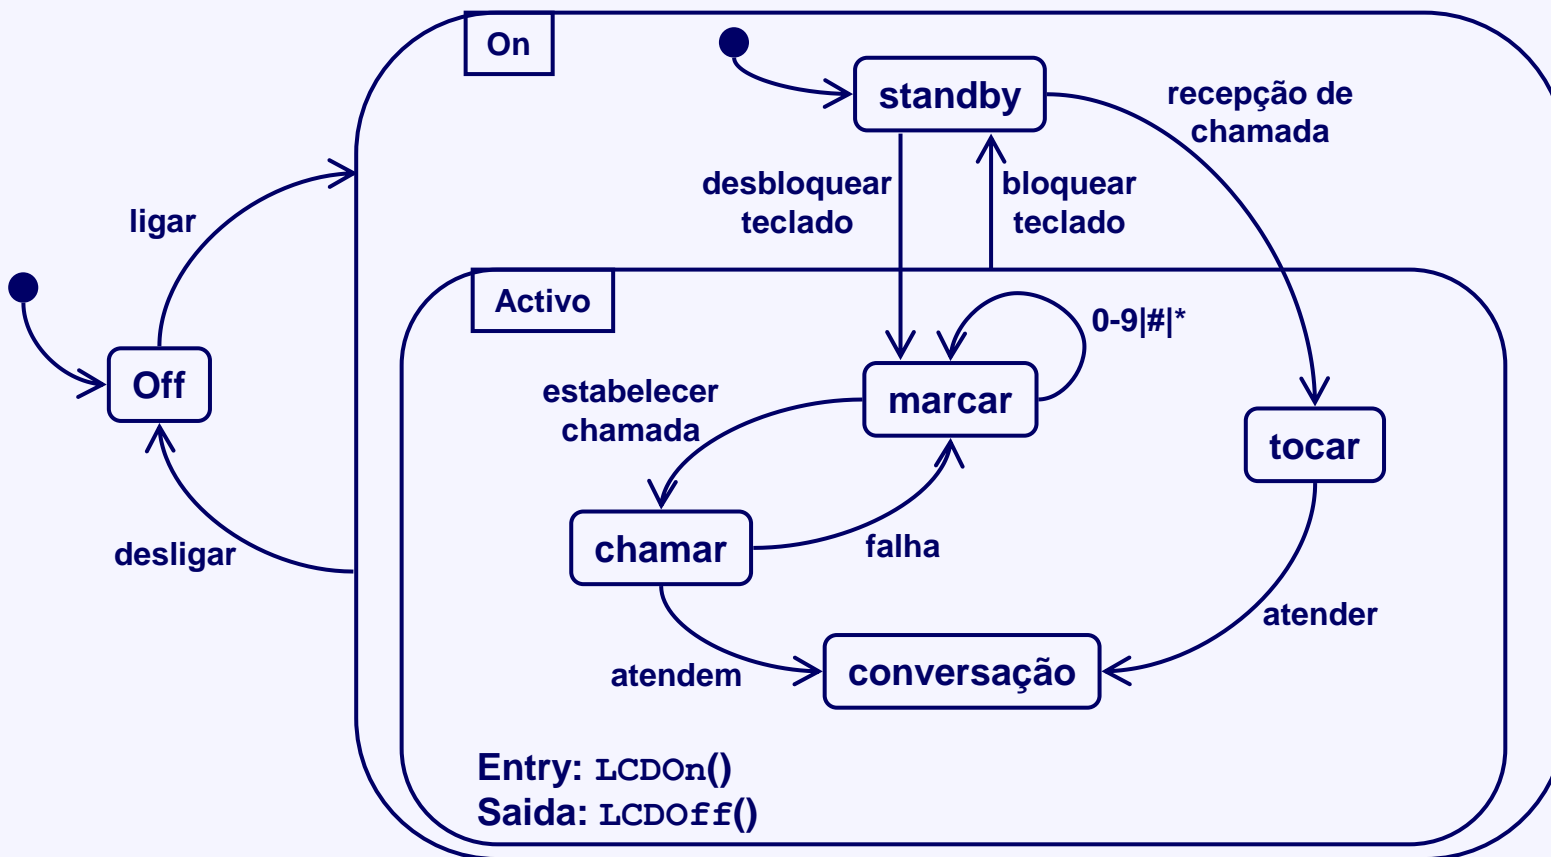 On
standby
recepção de
chamada
desbloquear
teclado
bloquear
teclado
ligar
Activo
0-9|#|*
Off
estabelecer
chamada
marcar
tocar
chamar
falha
desligar
atender
atendem
conversação
Entry: LCDOn()
Saida: LCDOff()